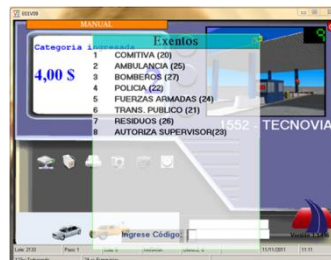 MANUAL
Categoria ingresada
4,00 $
Exentos
1 COMITIVA (20)
2 AMBULANCIA (25)
3 BOMBEROS (27)
4 POLICIA (22)
5 FUERZAS ARMADAS (24)
6 TRANS. PUBLICO (21)
7 RESIDUOS (26)
8 AUTORIZA SUPERVISOR(23)
1552 - TECNOVIA
Ingrese Código:
11/11/2011
11:11